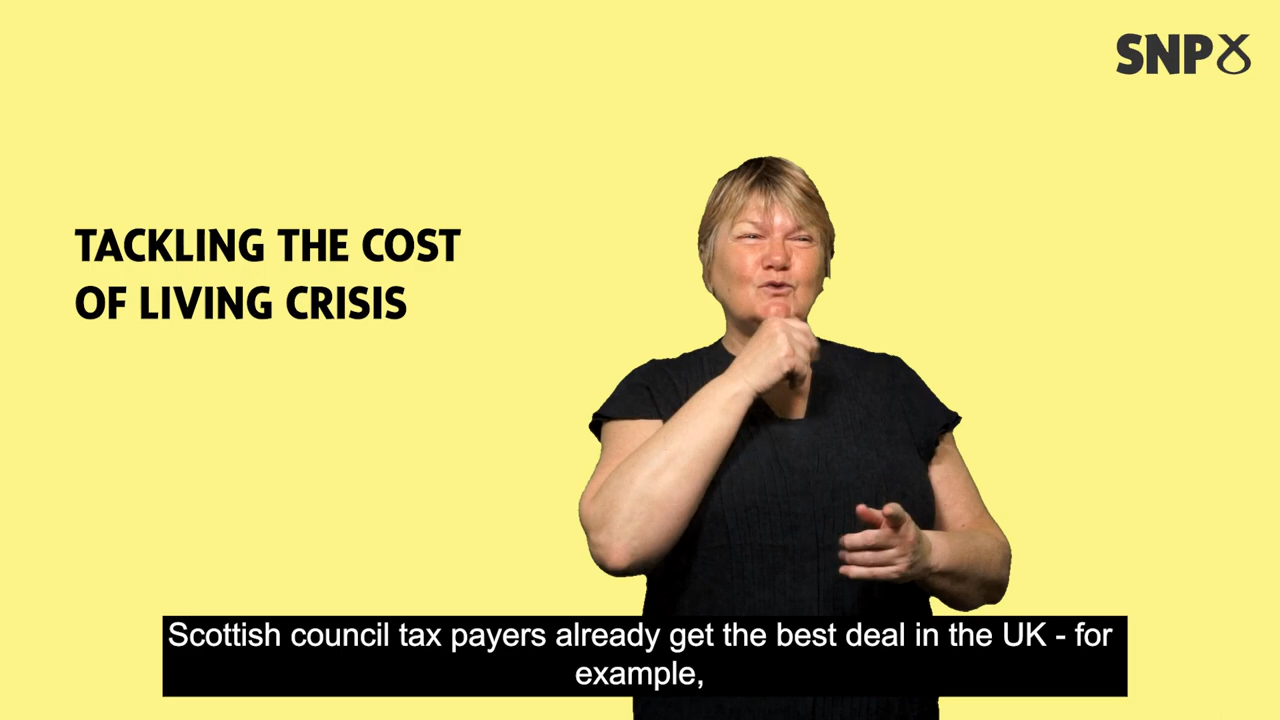 SNP
TACKLING THE COST
OF LIVING CRISIS
Scottish council tax payers already get the best deal in the UK - for
example,